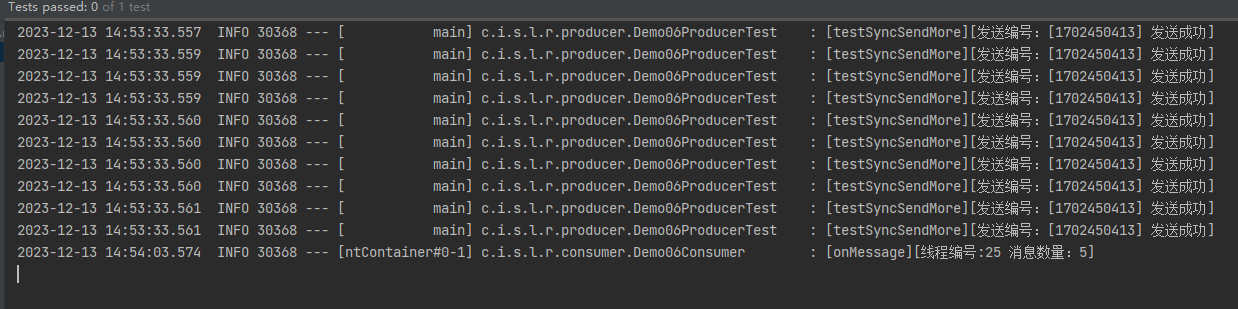 Tests passed: 0 of 1 test
2023-12-13 14:53:33.557  INFO 30368 --- [           main] c.i.s.l.r.producer.Demo06ProducerTest    : [testSyncSendMore][发送编号：[1702450413] 发送成功]
2023-12-13 14:53:33.559  INFO 30368 --- [           main] c.i.s.l.r.producer.Demo06ProducerTest    : [testSyncSendMore][发送编号：[1702450413] 发送成功]
2023-12-13 14:53:33.559  INFO 30368 --- [           main] c.i.s.l.r.producer.Demo06ProducerTest    : [testSyncSendMore][发送编号：[1702450413] 发送成功]
2023-12-13 14:53:33.559  INFO 30368 --- [           main] c.i.s.l.r.producer.Demo06ProducerTest    : [testSyncSendMore][发送编号：[1702450413] 发送成功]
2023-12-13 14:53:33.560  INFO 30368 --- [           main] c.i.s.l.r.producer.Demo06ProducerTest    : [testSyncSendMore][发送编号：[1702450413] 发送成功]
2023-12-13 14:53:33.560  INFO 30368 --- [           main] c.i.s.l.r.producer.Demo06ProducerTest    : [testSyncSendMore][发送编号：[1702450413] 发送成功]
2023-12-13 14:53:33.560  INFO 30368 --- [           main] c.i.s.l.r.producer.Demo06ProducerTest    : [testSyncSendMore][发送编号：[1702450413] 发送成功]
2023-12-13 14:53:33.560  INFO 30368 --- [           main] c.i.s.l.r.producer.Demo06ProducerTest    : [testSyncSendMore][发送编号：[1702450413] 发送成功]
2023-12-13 14:53:33.561  INFO 30368 --- [           main] c.i.s.l.r.producer.Demo06ProducerTest    : [testSyncSendMore][发送编号：[1702450413] 发送成功]
2023-12-13 14:53:33.561  INFO 30368 --- [           main] c.i.s.l.r.producer.Demo06ProducerTest    : [testSyncSendMore][发送编号：[1702450413] 发送成功]
2023-12-13 14:54:03.574  INFO 30368 --- [ntContainer#0-1] c.i.s.l.r.consumer.Demo06Consumer        : [onMessage][线程编号:25 消息数量：5]